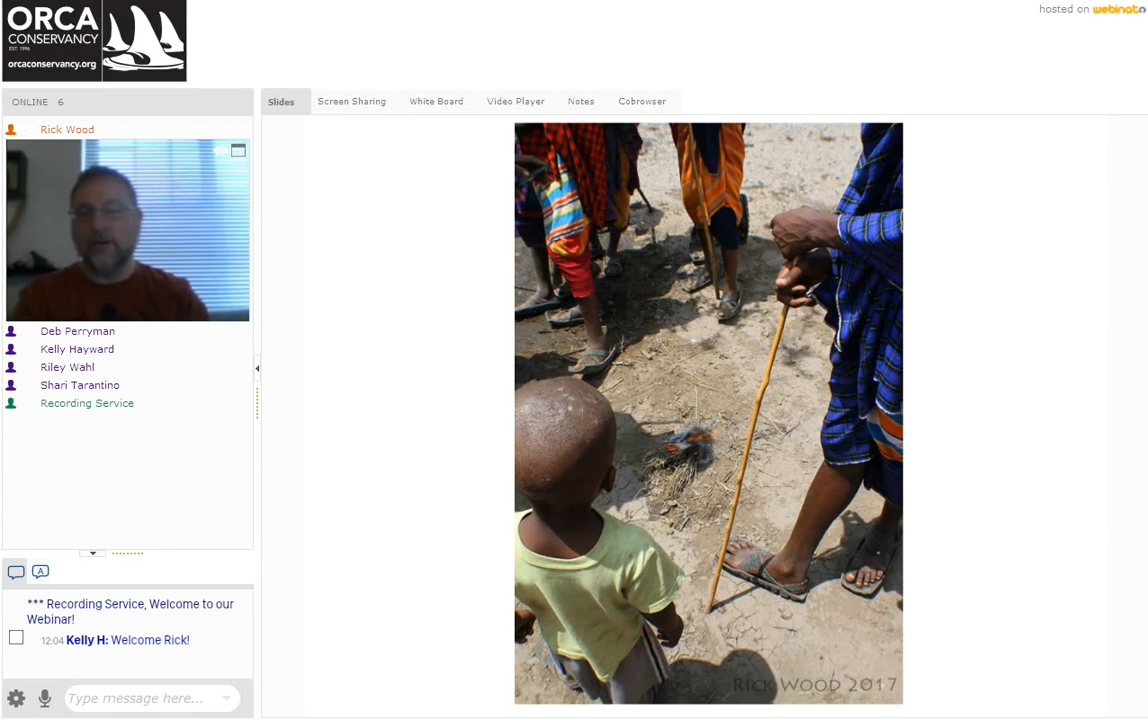 ORCA
CONSERVANCY
EST. 1996
orcaconservancy.org
hosted on webinato
ONLINE 6
Slides Screen Sharing White Board Video Player Notes Cobrowser
Rick Wood
Deb Perryman
Kelly Hayward
Riley Wahl
Shari Tarantino
Recording Service
A
*** Recording Service, Welcome to our
Webinar!
12:04 Kelly H: Welcome Rick!
Type message here...
RICK WOOD 2017